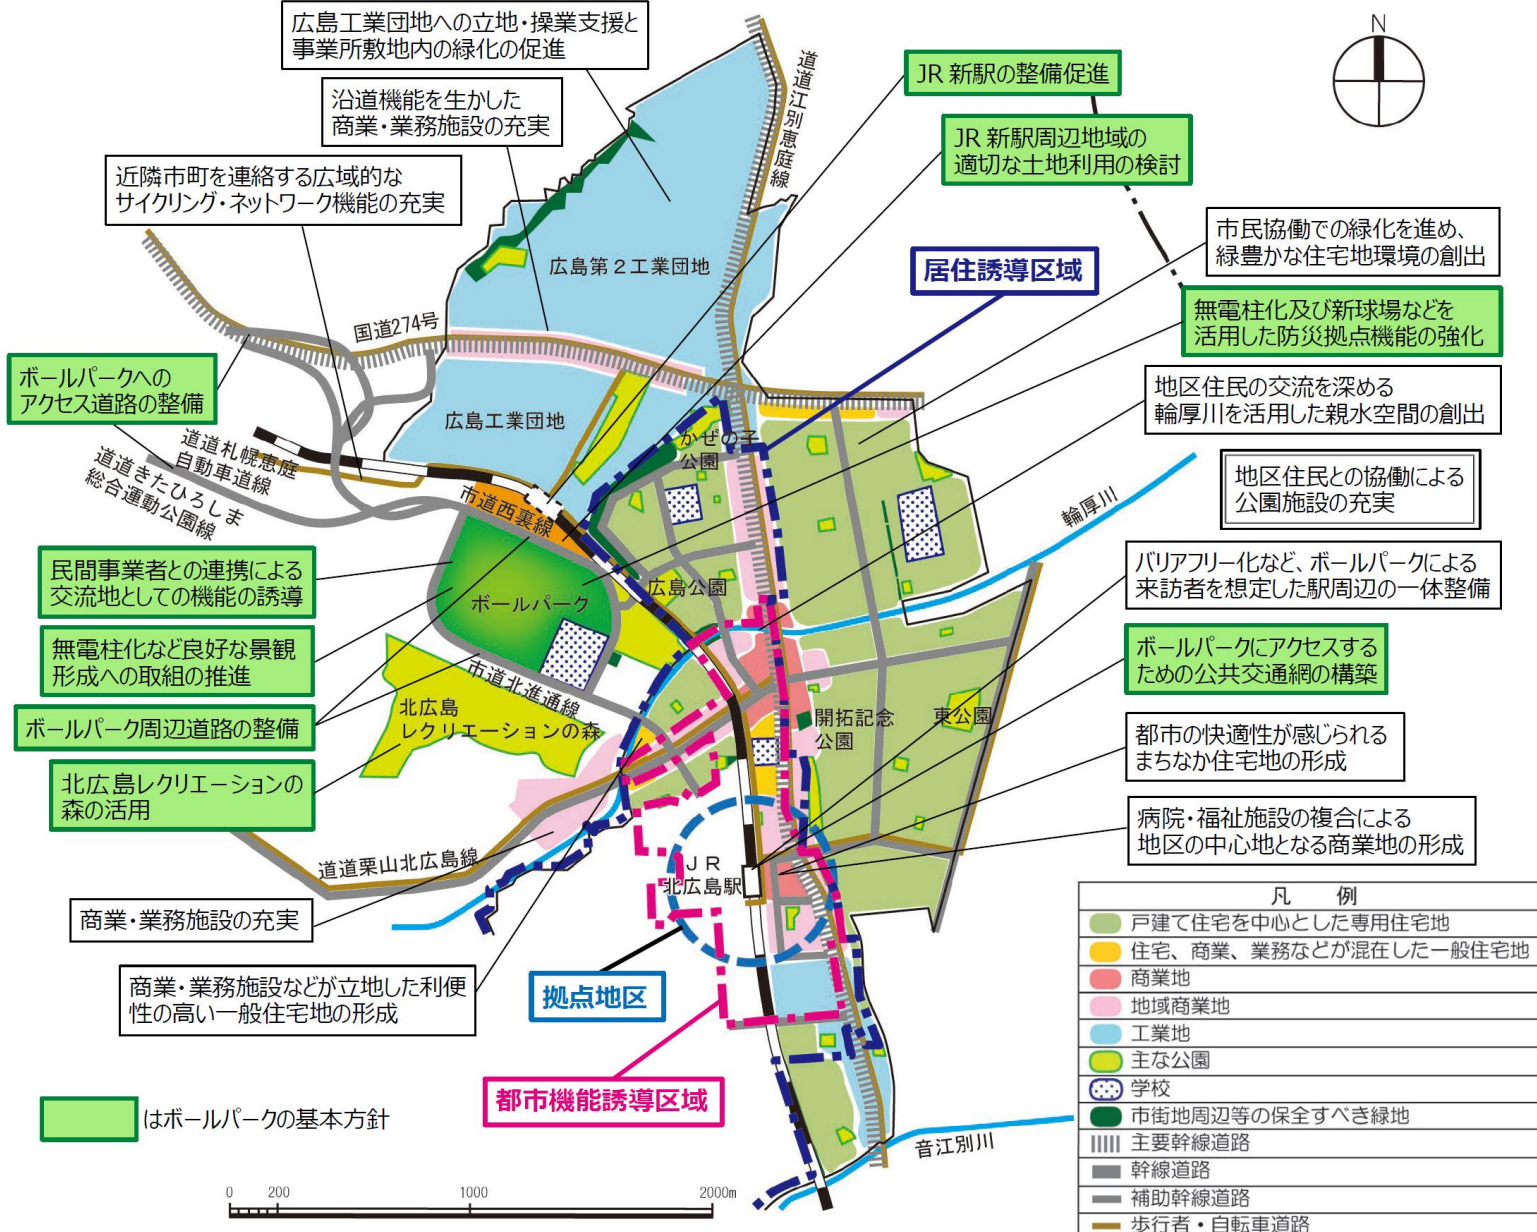 広島工業団地への立地・操業支援と
事業所敷地内の緑化の促進
沿道機能を生かした
商業・業務施設の充実
近隣市町を連絡する広域的な
サイクリング・ネットワーク機能の充実
道道江別恵庭線
JR 新駅の整備促進
JR 新駅周辺地域の
適切な土地利用の検討
N
市民協働での緑化を進め、
緑豊かな住宅地環境の創出
居住誘導区域
無電柱化及び新球場などを
活用した防災拠点機能の強化
広島第2工業団地
国道274号
ボールパークへの
アクセス道路の整備
地区住民の交流を深める
輪厚川を活用した親水空間の創出
広島工業団地
かぜの子
公園
道道札幌恵庭
自動車道線
道道きたひろしま
総合運動公園線
地区住民との協働による
公園施設の充実
市道西裏線
輪厚川
民間事業者との連携による
交流地としての機能の誘導
ボールパーク
広島公園
バリアフリー化など、ボールパークによる
来訪者を想定した駅周辺の一体整備
無電柱化など良好な景観
形成への取組の推進
市道北進通線
ボールパークにアクセスする
ための公共交通網の構築
ボールパーク周辺道路の整備
北広島
レクリエーションの森
開拓記念
公園
東公園
都市の快適性が感じられる
まちなか住宅地の形成
北広島レクリエーションの
森の活用
病院・福祉施設の複合による
地区の中心地となる商業地の形成
道道栗山北広島線
JR
北広島駅
商業・業務施設の充実
商業・業務施設などが立地した利便
性の高い一般住宅地の形成
拠点地区
都市機能誘導区域
はボールパークの基本方針
音江別川
0 200 1000 2000m
凡 例
戸建て住宅を中心とした専用住宅地
住宅、商業、業務などが混在した一般住宅地
商業地
地域商業地
工業地
主な公園
学校
市街地周辺等の保全すべき緑地
主要幹線道路
幹線道路
補助幹線道路
歩行者・自転車道路